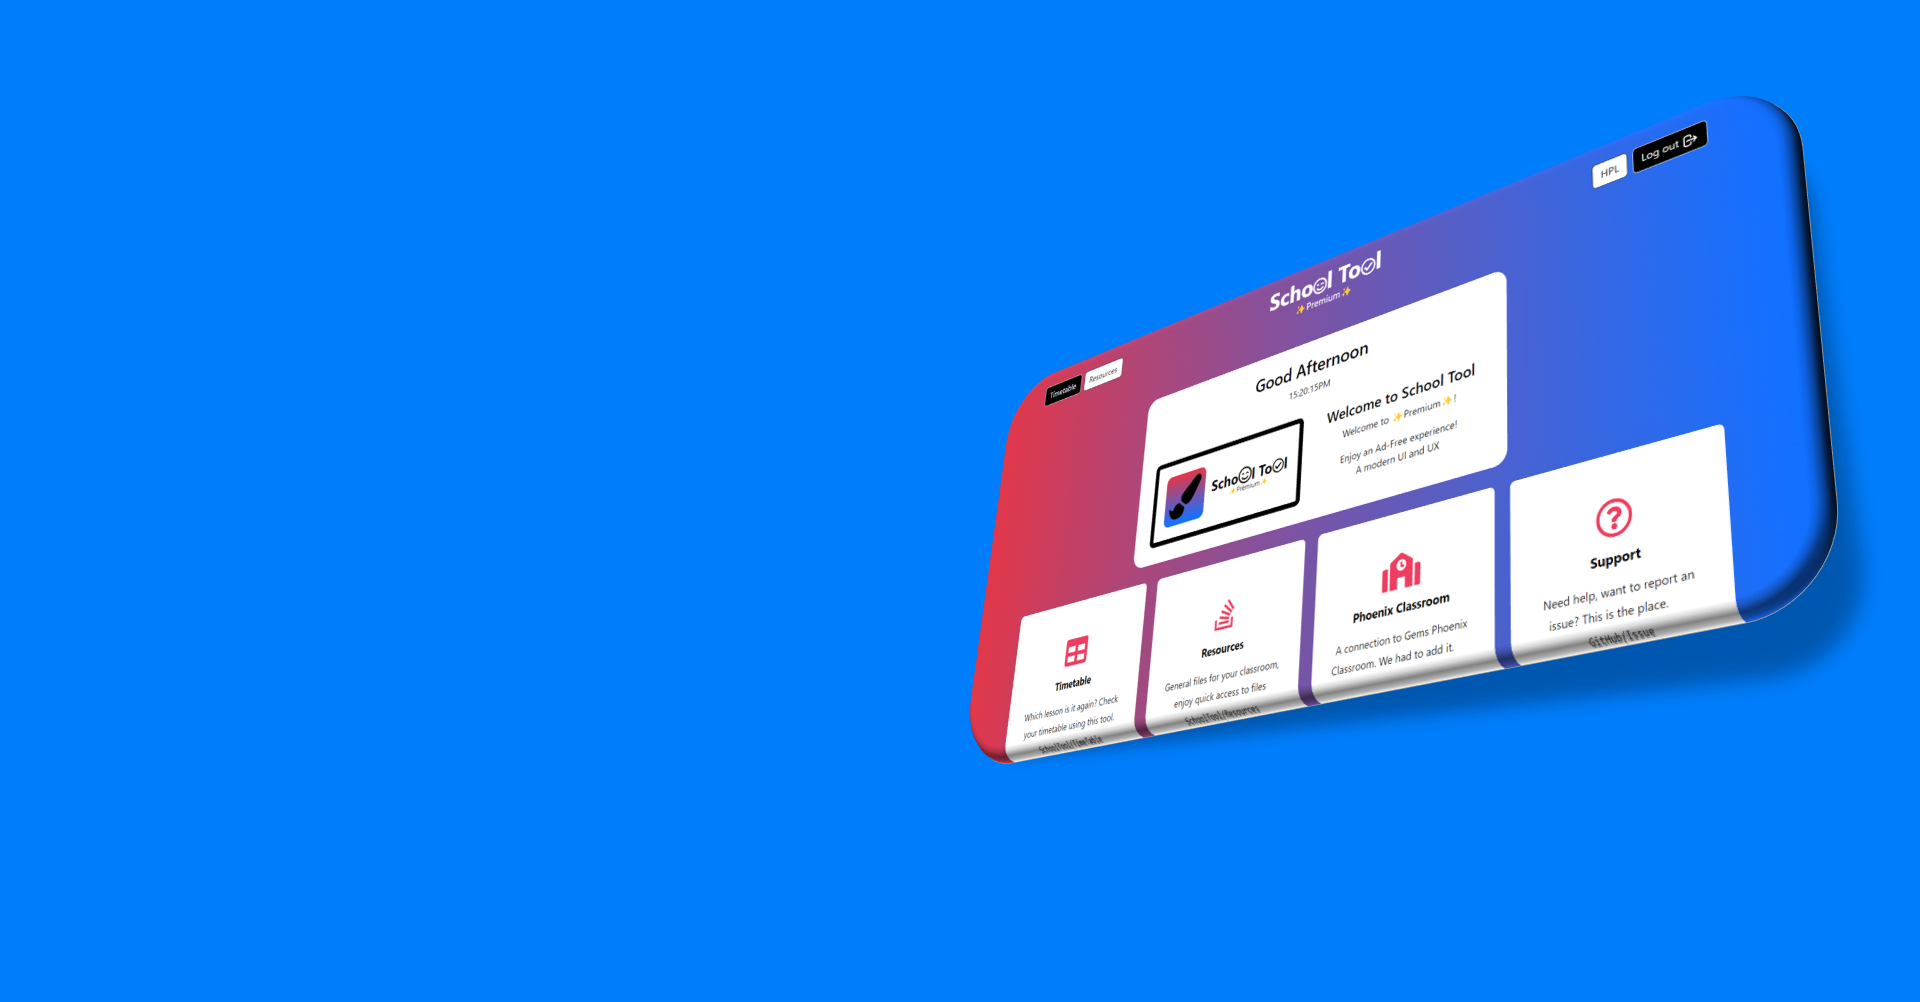 Timetable
Resources
HPL
Log out
School Tool
✨Premium✨
Good Afternoon
15:20:15PM
School Tool
✨Premium✨
Welcome to School Tool
Welcome to ✨Premium✨!
Enjoy an Ad-Free experience!
A modern UI and UX
Timetable
Which lesson is it again? Check
your timetable using this tool.
SchoolTool/TimeTable
Resources
General files for your classroom,
enjoy quick access to files
SchoolTool/Resources
Phoenix Classroom
A connection to Gems Phoenix
Classroom. We had to add it.
Support
Need help, want to report an
issue? This is the place.
GitHub/Issue